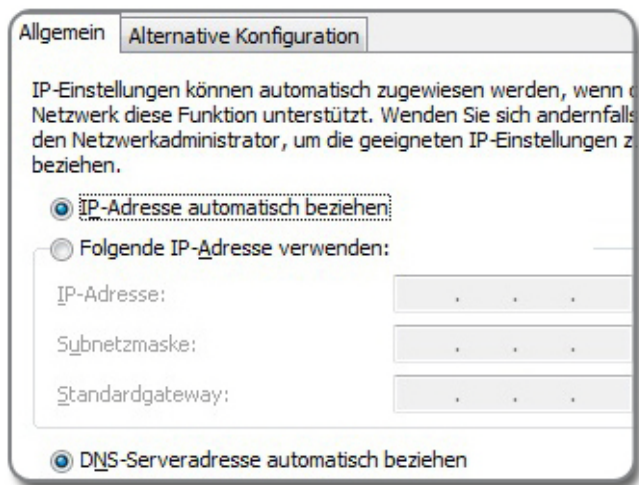 Allgemein
Alternative Konfiguration
IP-Einstellungen können automatisch zugewiesen werden, wenn
Netzwerk diese Funktion unterstützt. Wenden Sie sich andernfalls
den Netzwerkadministrator, um die geeigneten IP-Einstellungen z
beziehen.
IP-Adresse automatisch beziehen
Folgende IP-Adresse verwenden:
IP-Adresse:
Subnetzmaske:
Standardgateway:
DNS-Serveradresse automatisch beziehen